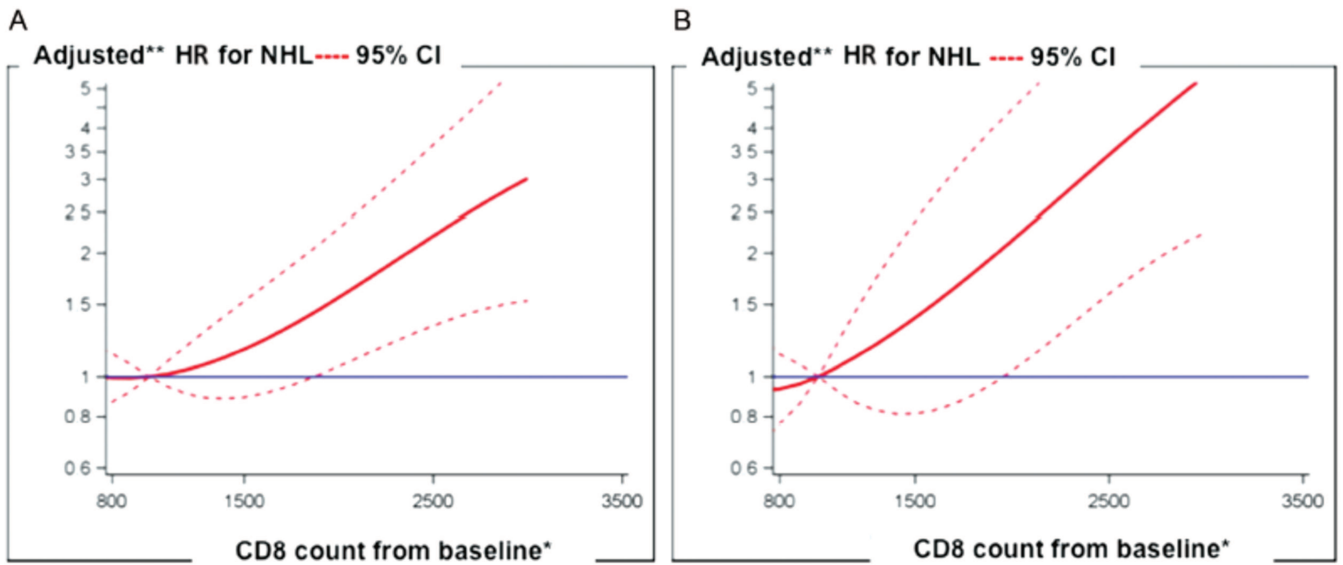 A
Adjusted** HR for NHL ---- 95% CI
5
4
3 5
3
2 5
2
1 5
1
0 8
0 6
800 1500 2500 3500
CD8 count from baseline*
B
Adjusted** HR for NHL ---- 95% CI
5
4
3 5
3
2 5
2
1 5
1
0 8
0 6
800 1500 2500 3500
CD8 count from baseline*